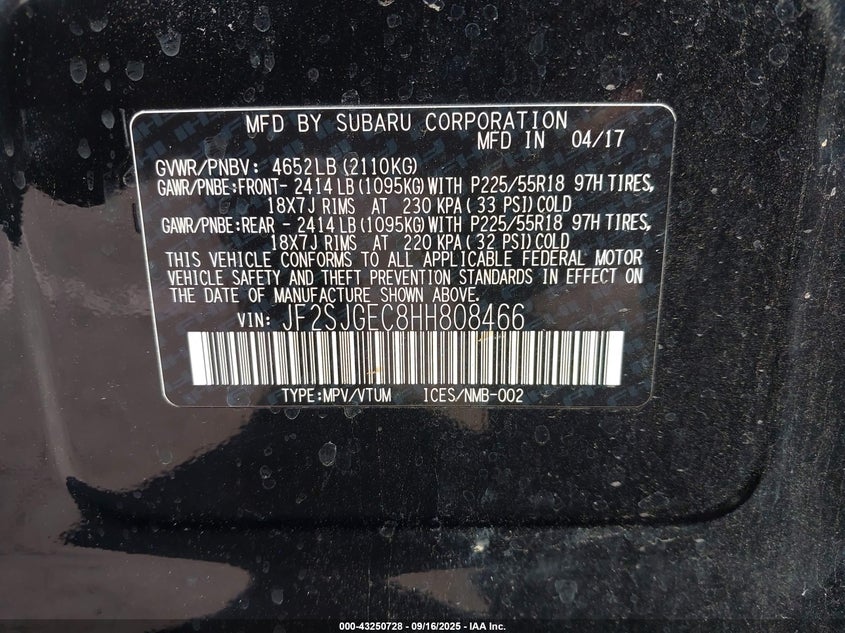 MFD BY SUBARU CORPORATION
MFD IN 04/17
GVWR/PNBV: 4652LB(2110KG)
GAWR/PNBE:FRONT- 2414LB(1095KG)WITH P225/55R18 97H TIRES,
18X7J RIMS AT 230 KPA( 33 PSI)COLD
GAWR/PNBE:REAR - 2414LB(1095KG)WITH P225/55R18 97H TIRES,
18X7J RIMS AT 220 KPA( 32 PSI)COLD
THIS VEHICLE CONFORMS TO ALL APPLICABLE FEDERAL MOTOR
VEHICLE SAFETY AND THEFT PREVENTION STANDARDS IN EFFECT ON
THE DATE OF MANUFACTURE SHOWN ABOVE.
VIN: JF2SJGEC8HH808466
TYPE:MPV/VTUM ICES/NMB-002
000-43250728 - 09/16/2025 - IAA Inc.